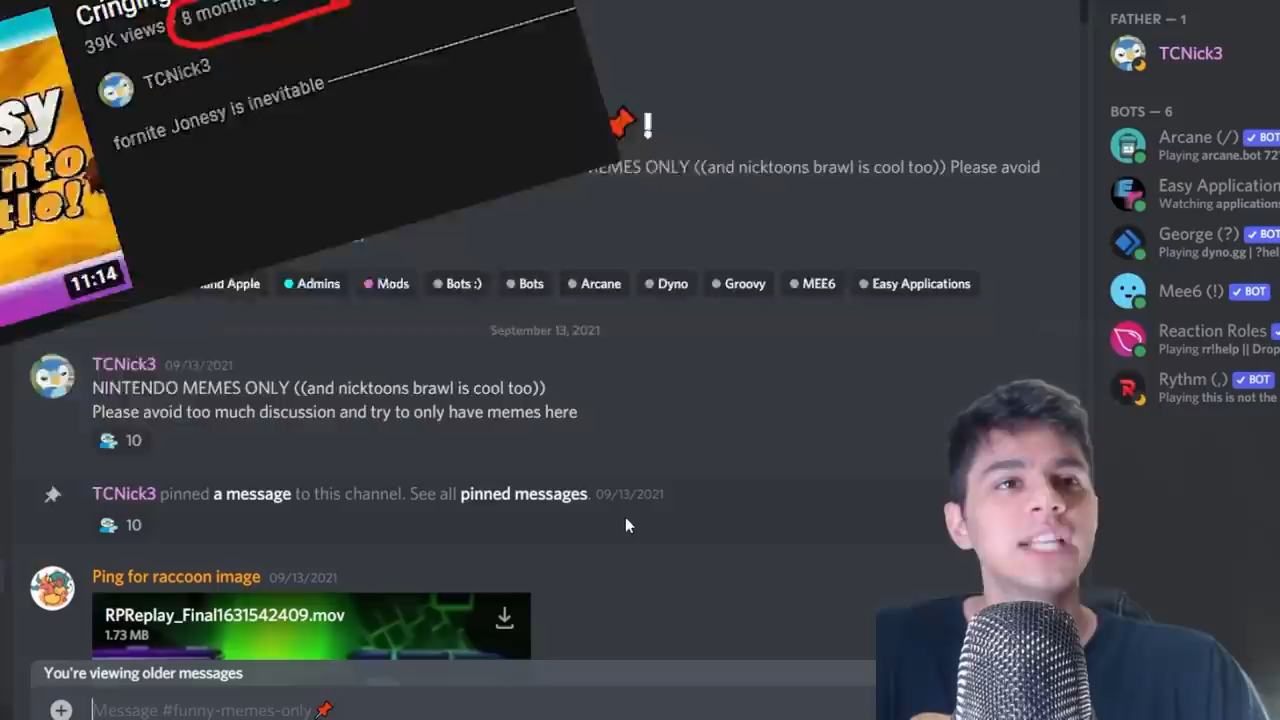 Cringing
39K views 8 months
TCNick3
fornite Jonesy is inevitable
sy
nto
tle!
11:14
!
MEMES ONLY ((and nicktoons brawl is cool too)) Please avoid
and Apple
Admins
Mods
Bots :)
Bots
Arcane
Dyno
Groovy
MEE6
Easy Applications
September 13, 2021
TCNick3 09/13/2021
NINTENDO MEMES ONLY ((and nicktoons brawl is cool too))
Please avoid too much discussion and try to only have memes here
10
TCNick3 pinned a message to this channel. See all pinned messages. 09/13/2021
10
Ping for raccoon image 09/13/2021
RPReplay_Final1631542409.mov
1.73 MB
You're viewing older messages
Message #funny-memes-only
FATHER — 1
TCNick3
BOTS — 6
Arcane (/) ✓ BOT
Playing arcane.bot 72
Easy Application
Watching applications
George (?) ✓ BOT
Playing dyno.gg | ?hel
Mee6 (!) ✓ BOT
Reaction Roles
Playing rr!help || Drop
Rythm (,) ✓ BOT
Playing this is not the